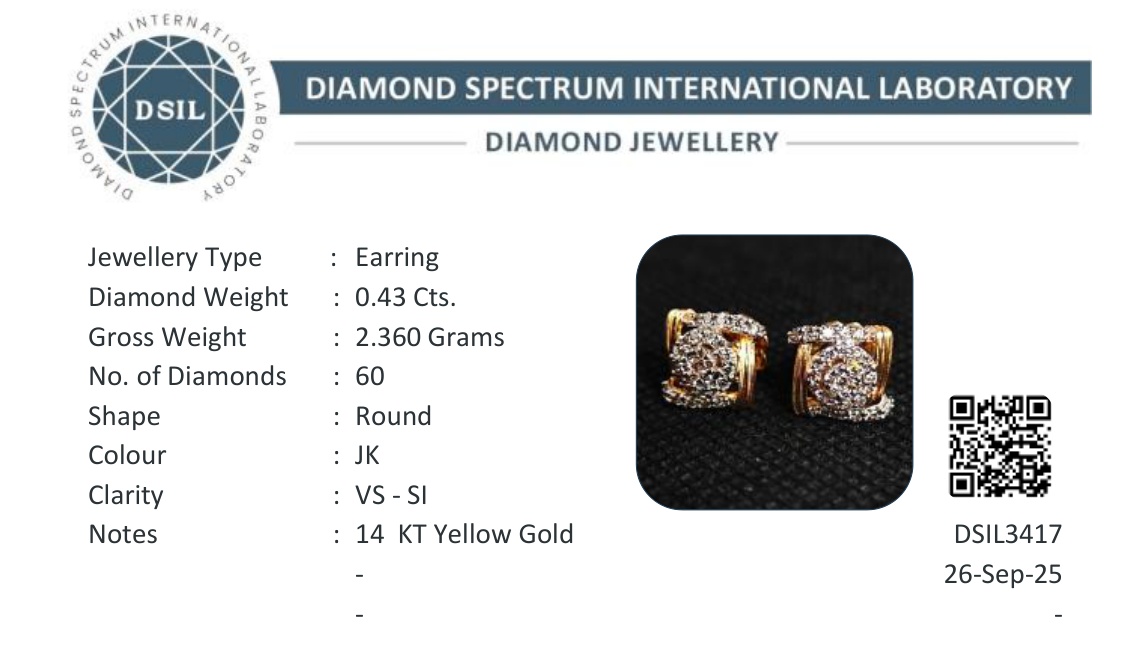 DIAMOND SPECTRUM INTERNATIONAL LABORATORY
DSIL
DIAMOND SPECTRUM INTERNATIONAL LABORATORY
DIAMOND JEWELLERY
Jewellery Type : Earring
Diamond Weight : 0.43 Cts.
Gross Weight : 2.360 Grams
No. of Diamonds : 60
Shape : Round
Colour : JK
Clarity : VS - SI
Notes : 14 KT Yellow Gold
-
-
DSIL3417
26-Sep-25
-